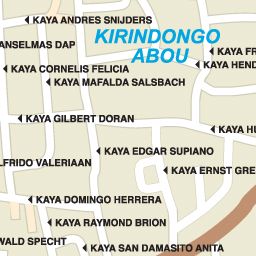 KAYA ANDRES SNIJDERS
KIRINDONGO
ABOU
ANSELMAS DAP
KAYA F
KAYA CORNELIS FELICIA
KAYA HEND
KAYA MAFALDA SALSBACH
KAYA GILBERT DORAN
KAYA HU
KAYA EDGAR SUPIANO
LFRIDO VALERIAAN
KAYA ERNST GRE
KAYA DOMINGO HERRERA
KAYA RAYMOND BRION
WALD SPECHT
KAYA SAN DAMASITO ANITA